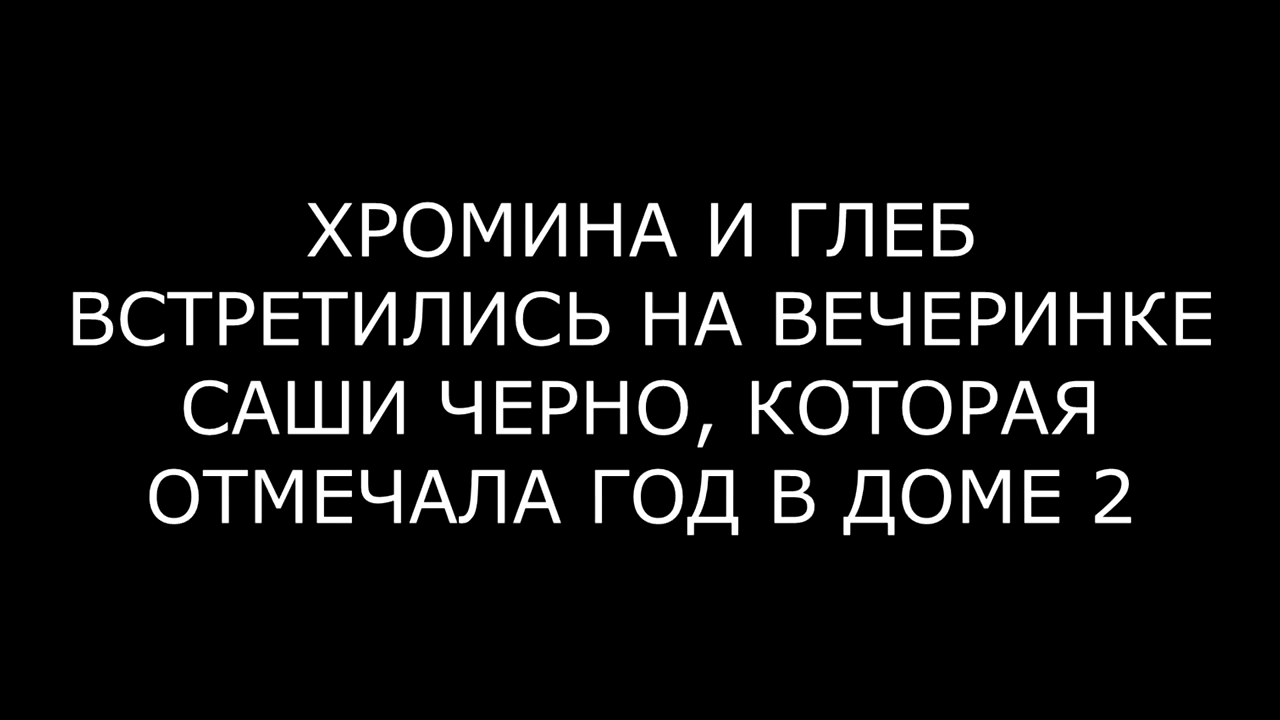 ХРОМИНА И ГЛЕБ
ВСТРЕТИЛИСЬ НА ВЕЧЕРИНКЕ
САШИ ЧЕРНО, КОТОРАЯ
ОТМЕЧАЛА ГОД В ДОМЕ 2